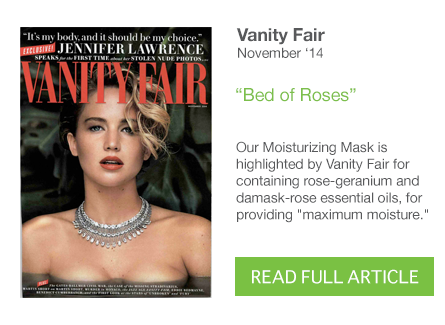 "It's my body, and it should be my choice."
EXCLUSIVE! JENNIFER LAWRENCE
SPEAKS for the FIRST TIME about her STOLEN NUDE PHOTOS...
VANITY FAIR
Vanity Fair
November ‘14
“Bed of Roses”
Our Moisturizing Mask is
highlighted by Vanity Fair for
containing rose-geranium and
damask-rose essential oils, for
providing "maximum moisture."
READ FULL ARTICLE